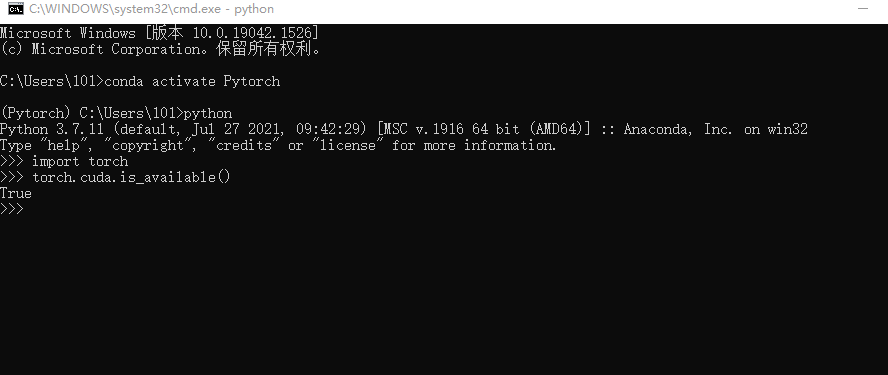 C:\WINDOWS\system32\cmd.exe - python
Microsoft Windows [版本 10.0.19042.1526]
(c) Microsoft Corporation。保留所有权利。
C:\Users\101>conda activate Pytorch
(Pytorch) C:\Users\101>python
Python 3.7.11 (default, Jul 27 2021, 09:42:29) [MSC v.1916 64 bit (AMD64)] :: Anaconda, Inc. on win32
Type "help", "copyright", "credits" or "license" for more information.
>>> import torch
>>> torch.cuda.is_available()
True
>>>